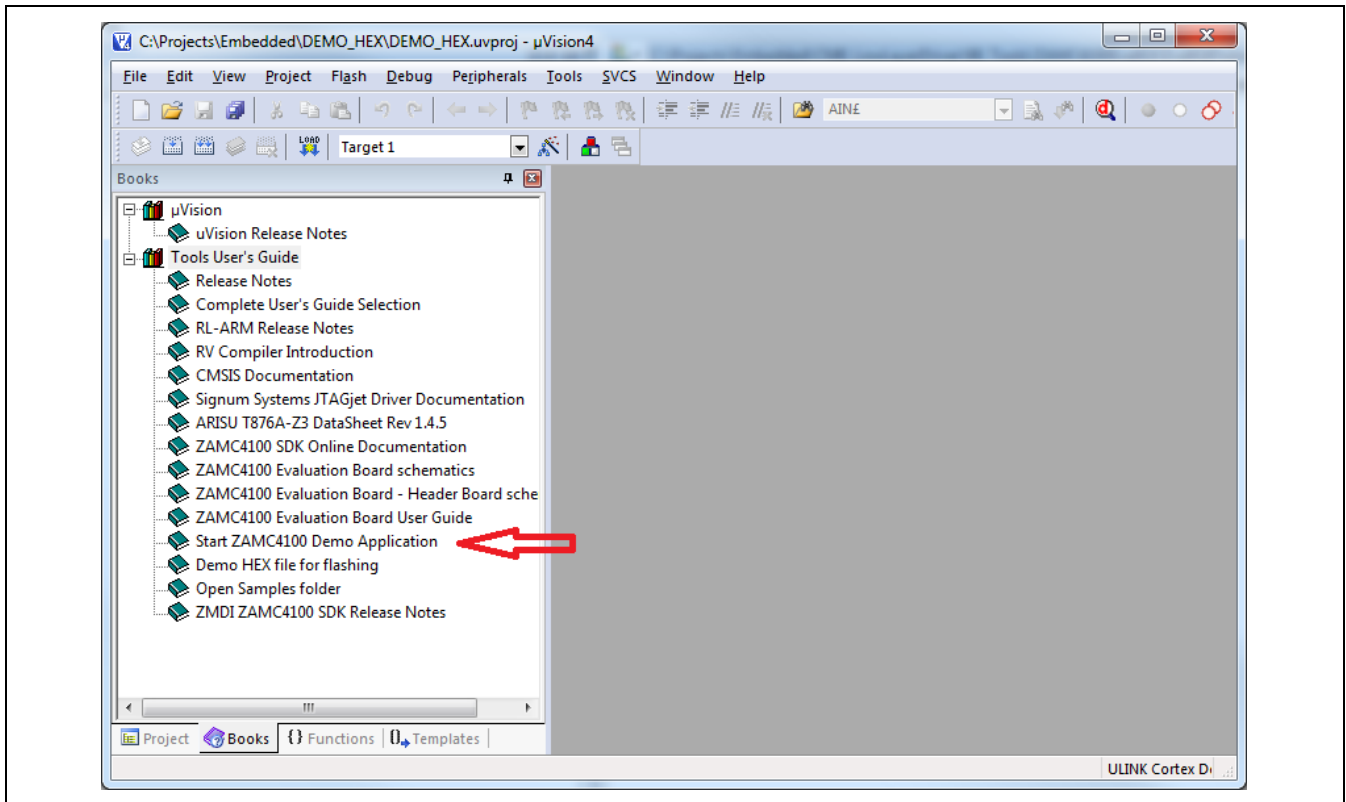 C:\Projects\Embedded\DEMO_HEX\DEMO_HEX.uvproj - µVision4
File Edit View Project Flash Debug Peripherals Tools SVCS Window Help
AIN£
LOAD Target 1
Books
µVision
uVision Release Notes
Tools User's Guide
Release Notes
Complete User's Guide Selection
RL-ARM Release Notes
RV Compiler Introduction
CMSIS Documentation
Signum Systems JTAGjet Driver Documentation
ARISU T876A-Z3 DataSheet Rev 1.4.5
ZAMC4100 SDK Online Documentation
ZAMC4100 Evaluation Board schematics
ZAMC4100 Evaluation Board - Header Board sche
ZAMC4100 Evaluation Board User Guide
Start ZAMC4100 Demo Application
Demo HEX file for flashing
Open Samples folder
ZMDI ZAMC4100 SDK Release Notes
Project Books {} Functions 0 Templates
ULINK Cortex D